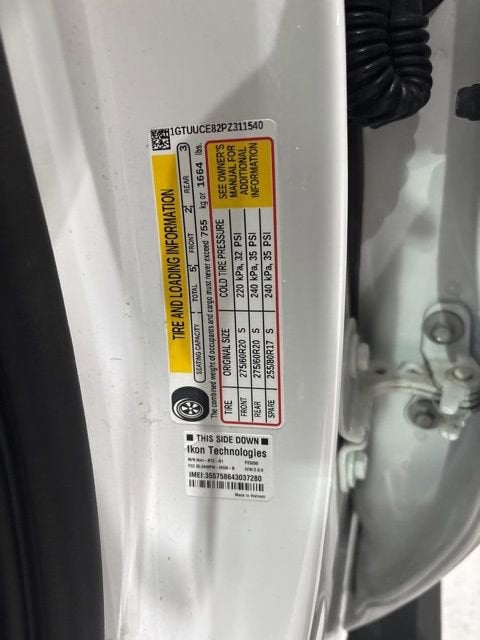 1GTUUCE82PZ311540
TIRE AND LOADING INFORMATION
SEATING CAPACITY TOTAL 5 FRONT 2 REAR 3
The combined weight of occupants and cargo must never exceed 755 kg or 1664 lbs.
TIRE ORIGINAL SIZE COLD TIRE PRESSURE
FRONT 275/60R20 S 220 kPa, 32 PSI
REAR 275/60R20 S 240 kPa, 35 PSI
SPARE 255/80R17 S 240 kPa, 35 PSI
SEE OWNER'S
MANUAL FOR
ADDITIONAL
INFORMATION
THIS SIDE DOWN
Ikon Technologies
IMEI:355758643037280
Made in Vietnam